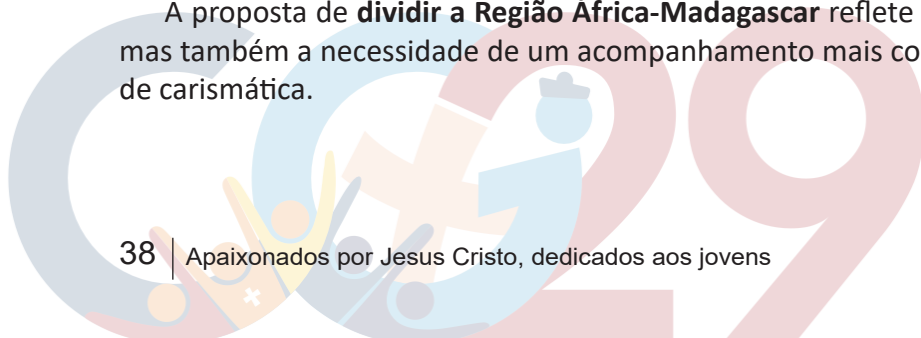 A proposta de dividir a Região África-Madagascar reflete
mas também a necessidade de um acompanhamento mais co
de carismática.
CG29
38 | Apaixonados por Jesus Cristo, dedicados aos jovens